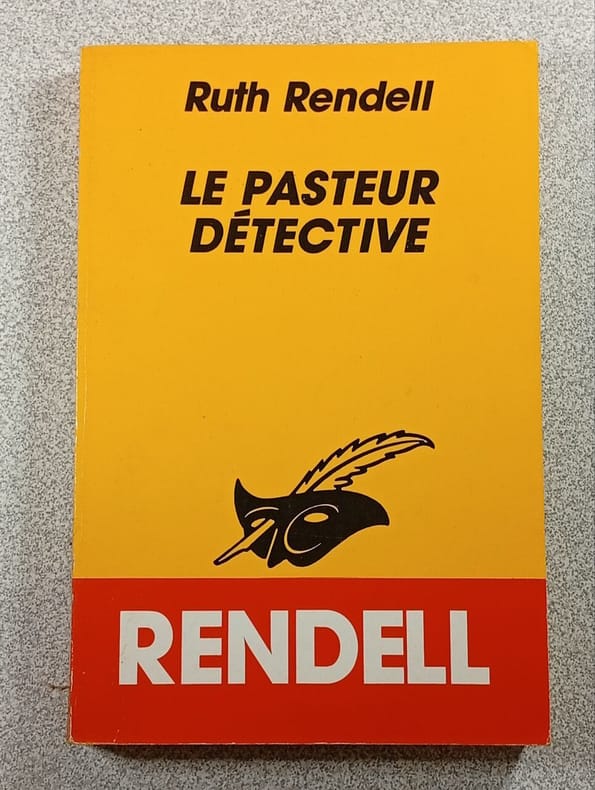 Ruth Rendell
LE PASTEUR
DÉTECTIVE
RENDELL